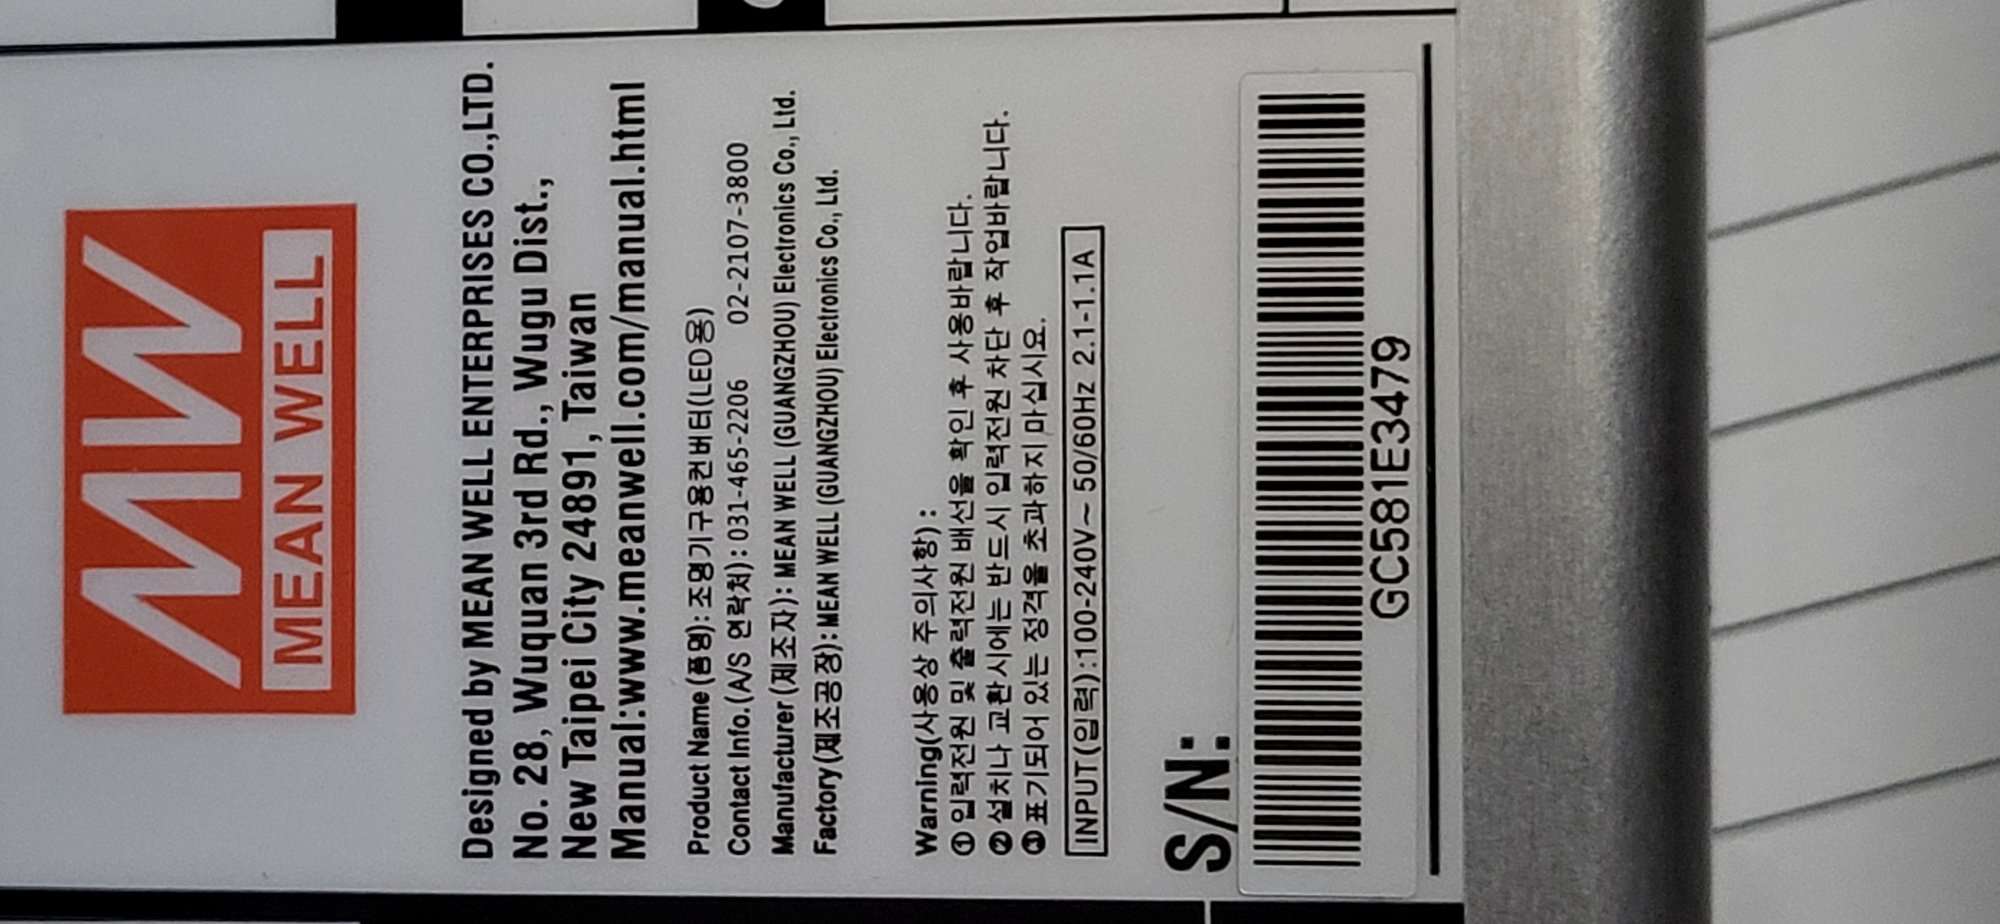 MW
MEAN WELL
Designed by MEAN WELL ENTERPRISES CO.,LTD.
No. 28, Wuquan 3rd Rd., Wugu Dist.,
New Taipei City 24891, Taiwan
Manual:www.meanwell.com/manual.html
Product Name (품명): 조명기구용컨버터(LED용)
Contact Info. (A/S 연락처) : 031-465-2206 02-2107-3800
Manufacturer (제조자) : MEAN WELL (GUANGZHOU) Electronics Co., Ltd.
Factory (제조공장) : MEAN WELL (GUANGZHOU) Electronics Co., Ltd.
Warning(사용상 주의사항) :
① 입력전원 및 출력전원 배선을 확인 후 사용바랍니다.
② 설치나 교환시에는 반드시 입력전원 차단 후 작업바랍니다.
③ 표기되어 있는 정격을 초과하지 마십시요.
INPUT(입력):100-240V~ 50/60Hz 2.1-1.1A
S/N:
GC581E3479